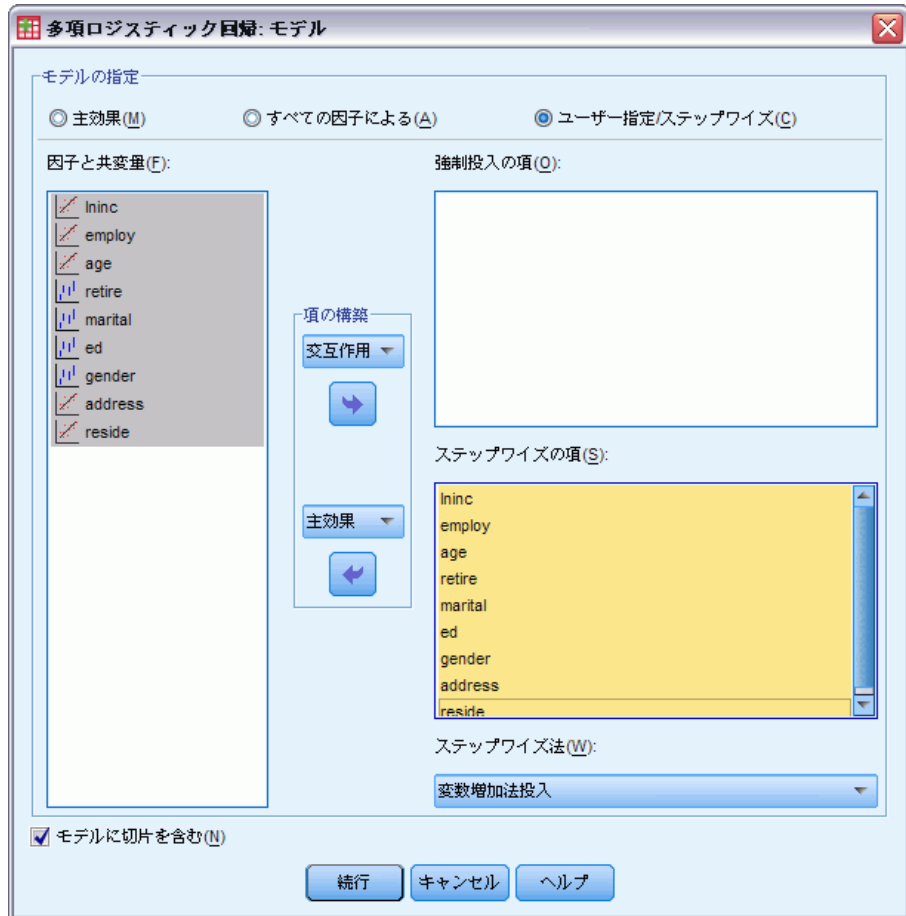 多項ロジスティック回帰: モデル
モデルの指定
主効果(M)
すべての因子による(A)
ユーザー指定/ステップワイズ(C)
因子と共変量(F):
lninc
employ
age
retire
marital
ed
gender
address
reside
項の構築
交互作用
主効果
強制投入の項(O):
ステップワイズの項(S):
lninc
employ
age
retire
marital
ed
gender
address
reside
ステップワイズ法(W):
変数増加法投入
モデルに切片を含む(N)
続行
キャンセル
ヘルプ